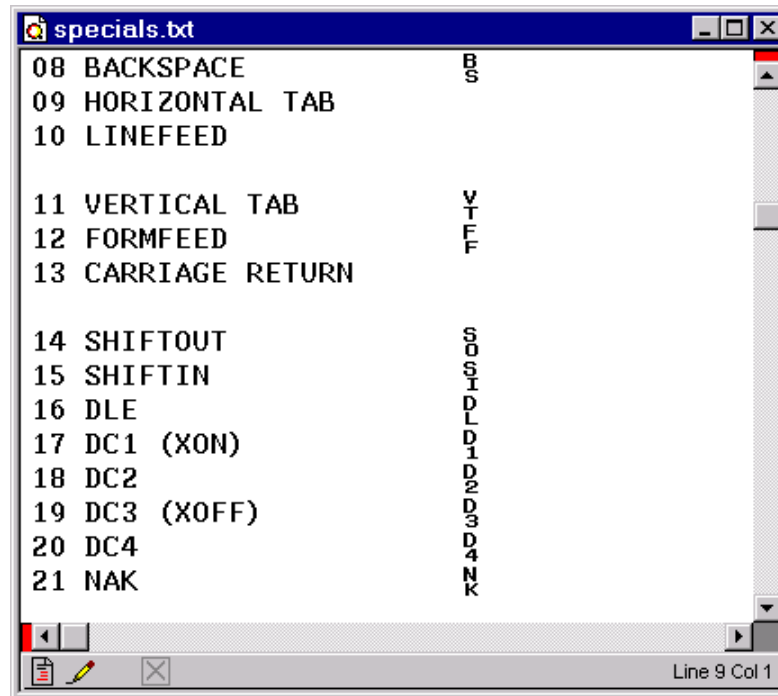 specials.txt
08 BACKSPACE BS
09 HORIZONTAL TAB
10 LINEFEED
11 VERTICAL TAB VT
12 FORMFEED FF
13 CARRIAGE RETURN
14 SHIFTOUT SO
15 SHIFTIN SI
16 DLE DL
17 DC1 (XON) D1
18 DC2 D2
19 DC3 (XOFF) D3
20 DC4 D4
21 NAK NK
Line 9 Col 1